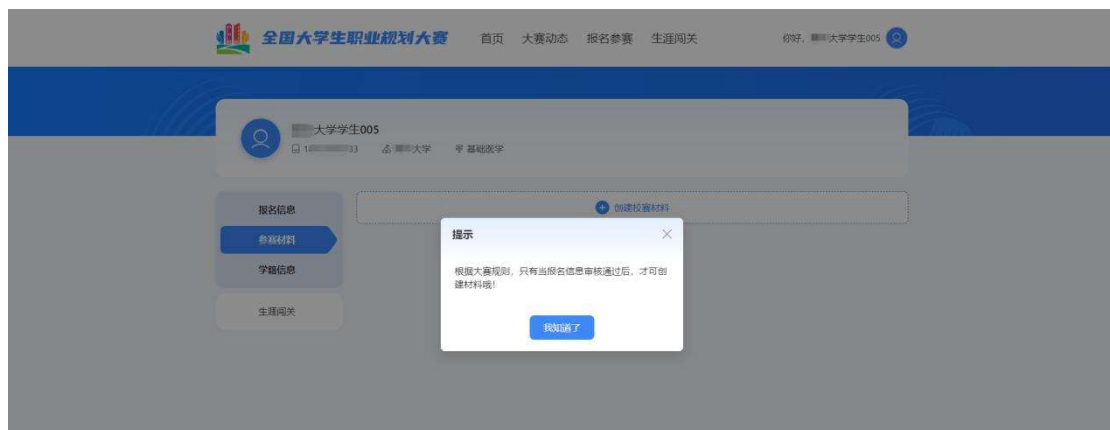 全国大学生职业规划大赛 首页 大赛动态 报名参赛 生涯闯关 你好, 大学学生005
大学学生005
1 33 大学 基础医学
报名信息
创建校赛材料
参赛材料
提示
学籍信息
根据大赛规则，只有当报名信息审核通过后，才可创
建材料哦!
生涯闯关
我知道了